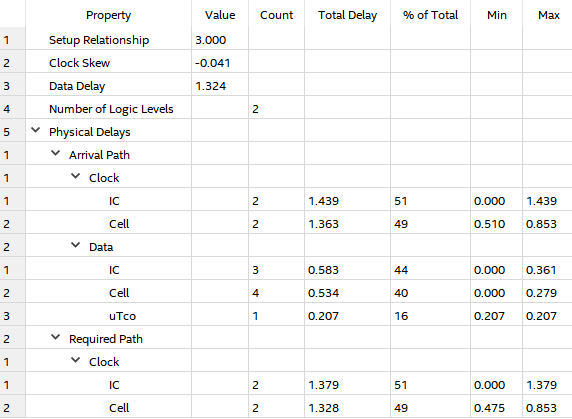 Property Value Count Total Delay % of Total Min Max
1 Setup Relationship 3.000
2 Clock Skew -0.041
3 Data Delay 1.324
4 Number of Logic Levels 2
5 Physical Delays
1 Arrival Path
1 Clock
1 IC 2 1.439 51 0.000 1.439
2 Cell 2 1.363 49 0.510 0.853
2 Data
1 IC 3 0.583 44 0.000 0.361
2 Cell 4 0.534 40 0.000 0.279
3 uTco 1 0.207 16 0.207 0.207
2 Required Path
1 Clock
1 IC 2 1.379 51 0.000 1.379
2 Cell 2 1.328 49 0.475 0.853